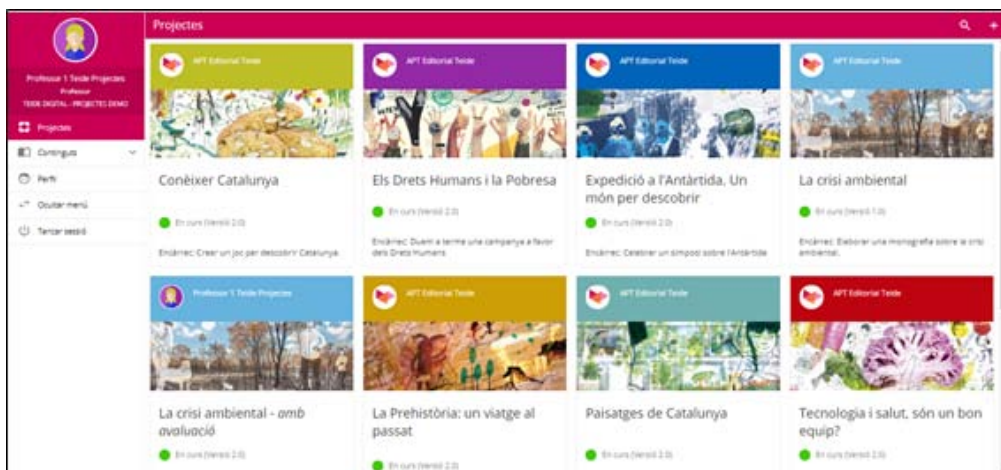 Projectes
Professor 1 Teide Projectes
Professor
TEIDE DIGITAL - PROJECTES DEMO
Projectes
Continguts
Perfil
Ocultar menú
Tancar sessió
APT Editorial Teide
Conèixer Catalunya
En curs (Versió 2.0)
Encàrrec: Crear un joc per descobrir Catalunya.
APT Editorial Teide
Els Drets Humans i la Pobresa
En curs (Versió 2.0)
Encàrrec: Duem a terme una campanya a favor
dels Drets Humans
APT Editorial Teide
Expedició a l'Antàrtida. Un
món per descobrir
En curs (Versió 2.0)
Encàrrec: Celebrar un simposi sobre l'Antàrtida
APT Editorial Teide
La crisi ambiental
En curs (Versió 1.0)
Encàrrec: Elaborar una monografia sobre la crisi
ambiental.
Professor 1 Teide Projectes
La crisi ambiental - amb
avaluació
En curs (Versió 2.0)
APT Editorial Teide
La Prehistòria: un viatge al
passat
En curs (Versió 2.0)
APT Editorial Teide
Paisatges de Catalunya
En curs (Versió 2.0)
APT Editorial Teide
Tecnologia i salut, són un bon
equip?
En curs (Versió 2.0)